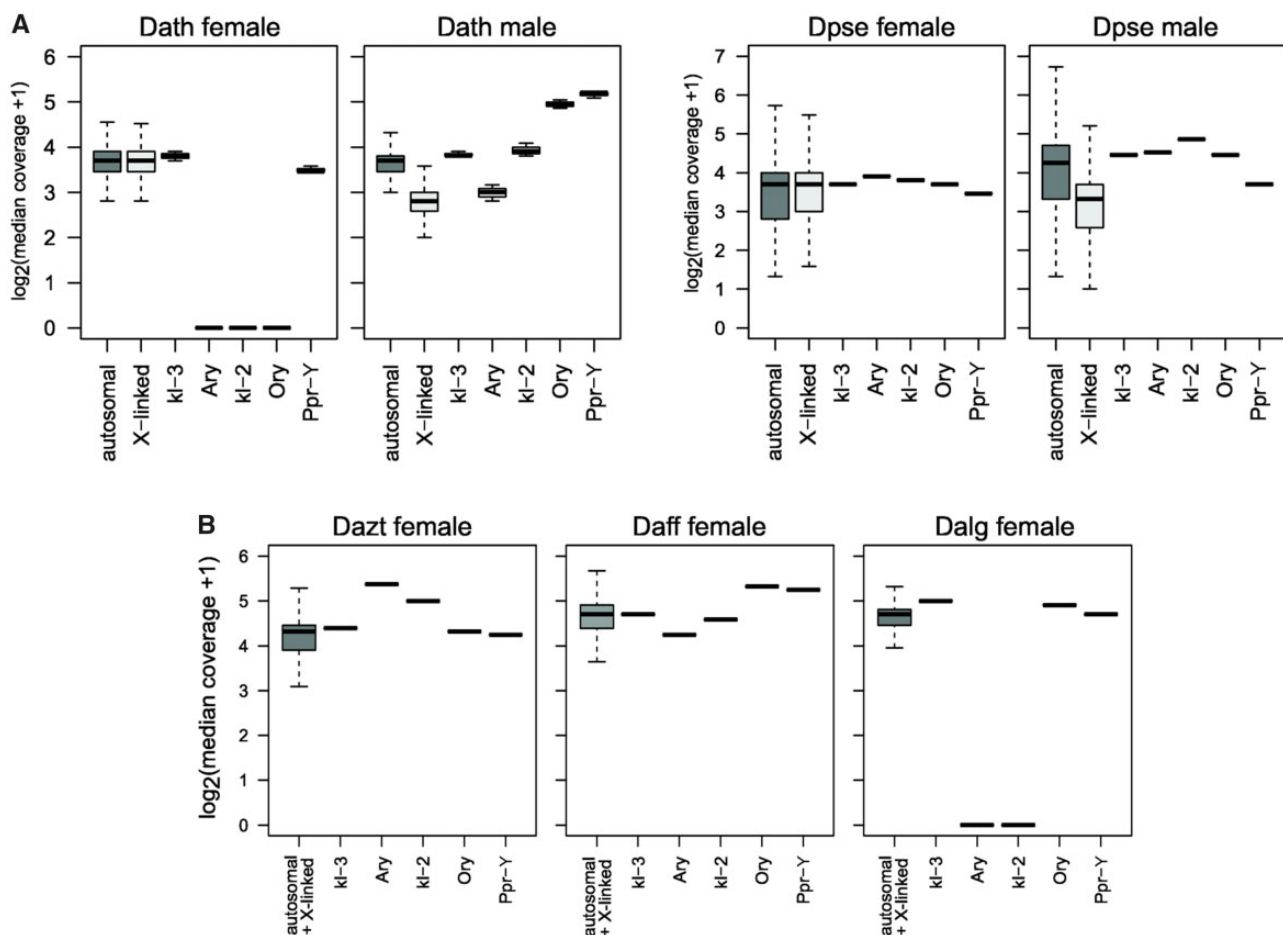 A
Dath female
Dath male
Dpse female
Dpse male
log2(median coverage +1)
6
5
4
3
2
1
0
autosomal
X-linked
kl-3
Ary
kl-2
Ory
Ppr-Y
autosomal
X-linked
kl-3
Ary
kl-2
Ory
Ppr-Y
log2(median coverage +1)
7
6
5
4
3
2
1
0
autosomal
X-linked
kl-3
Ary
kl-2
Ory
Ppr-Y
autosomal
X-linked
kl-3
Ary
kl-2
Ory
Ppr-Y
B
Dazt female
Daff female
Dalg female
log2(median coverage +1)
6
5
4
3
2
1
0
autosomal
+ X-linked
kl-3
Ary
kl-2
Ory
Ppr-Y
autosomal
+ X-linked
kl-3
Ary
kl-2
Ory
Ppr-Y
autosomal
+ X-linked
kl-3
Ary
kl-2
Ory
Ppr-Y